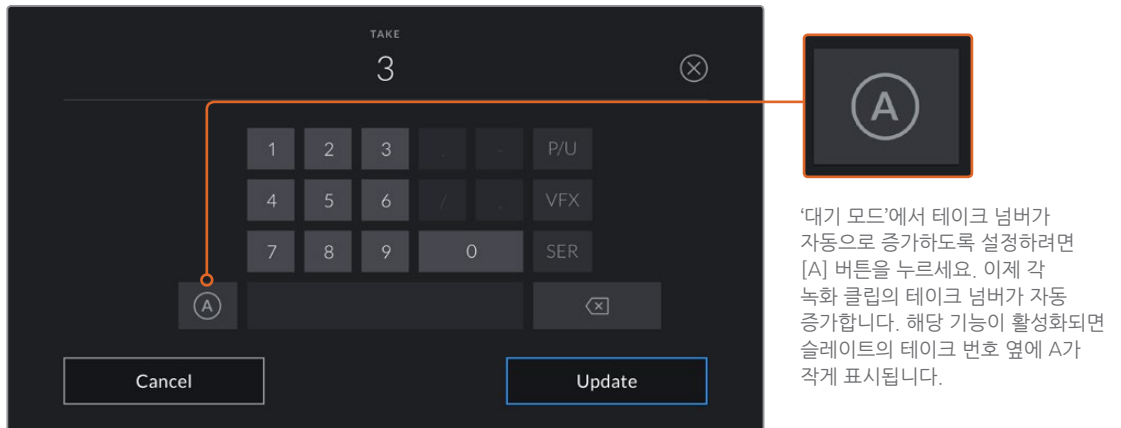 TAKE
3
A
1 2 3 . - P/U
4 5 6 / , VFX
7 8 9 0 SER
A
Cancel Update
‘대기 모드’에서 테이크 넘버가
자동으로 증가하도록 설정하려면
[A] 버튼을 누르세요. 이제 각
녹화 클립의 테이크 넘버가 자동
증가합니다. 해당 기능이 활성화되면
슬레이트의 테이크 번호 옆에 A가
작게 표시됩니다.